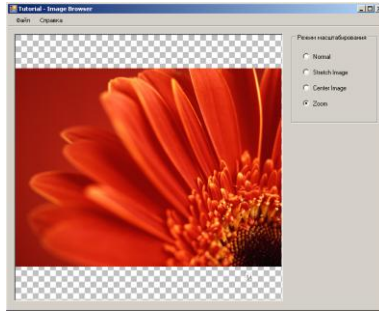 Tutorial - Image Browser
Файл Справка
Режим масштабирования
Normal
Stretch Image
Center Image
Zoom